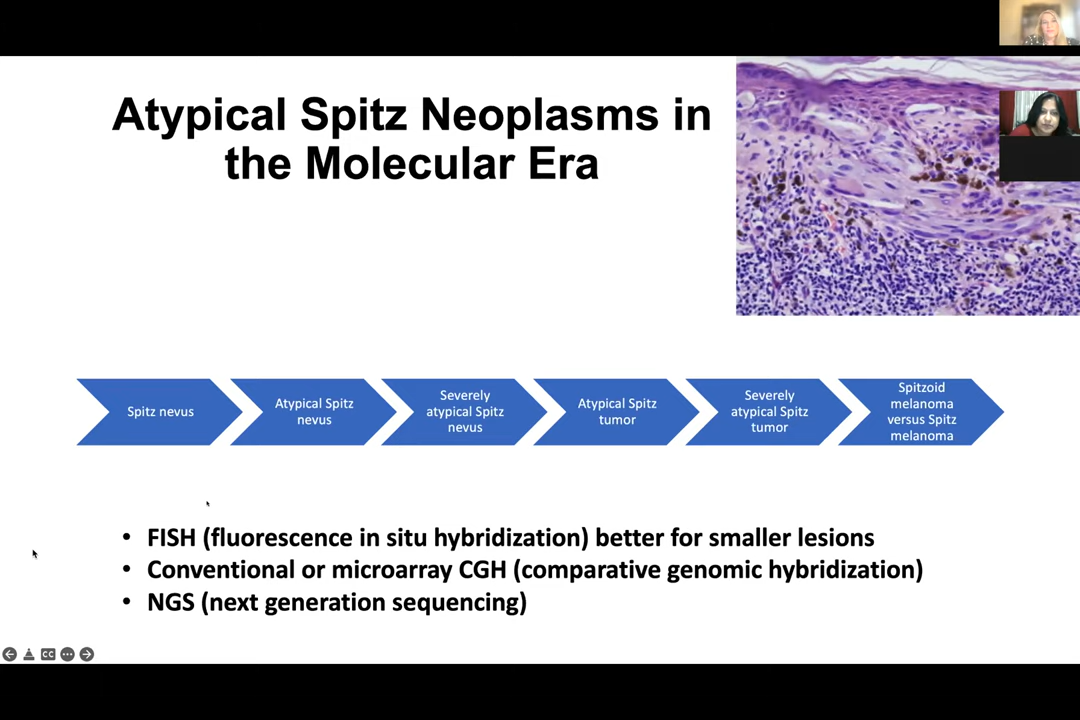 Atypical Spitz Neoplasms in
the Molecular Era
Spitz nevus
Atypical Spitz
nevus
Severely
atypical Spitz
nevus
Atypical Spitz
tumor
Severely
atypical Spitz
tumor
Spitzoid
melanoma
versus Spitz
melanoma
• FISH (fluorescence in situ hybridization) better for smaller lesions
• Conventional or microarray CGH (comparative genomic hybridization)
• NGS (next generation sequencing)
CC